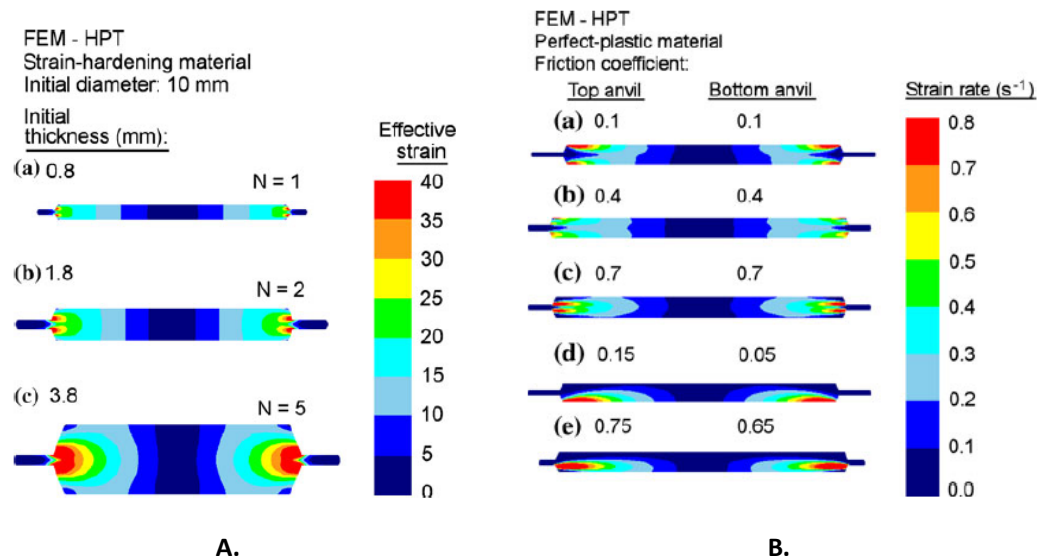 FEM - HPT
Strain-hardening material
Initial diameter: 10 mm
Initial
thickness (mm):
(a) 0.8
N = 1
(b) 1.8
N = 2
(c) 3.8
N = 5
Effective
strain
40
35
30
25
20
15
10
5
0
A.
FEM - HPT
Perfect-plastic material
Friction coefficient:
Top anvil Bottom anvil
(a) 0.1 0.1
(b) 0.4 0.4
(c) 0.7 0.7
(d) 0.15 0.05
(e) 0.75 0.65
Strain rate (s⁻¹)
0.8
0.7
0.6
0.5
0.4
0.3
0.2
0.1
0.0
B.